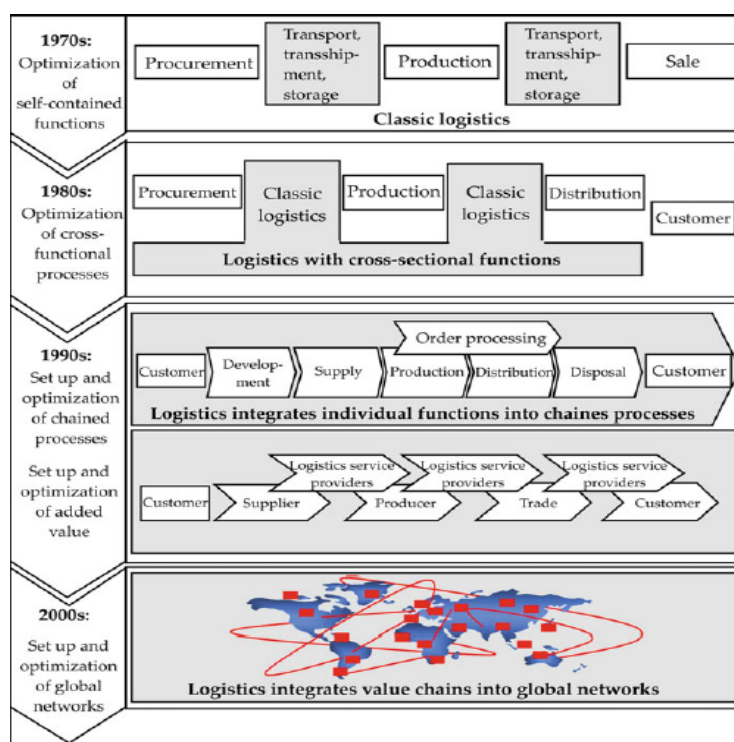 1970s:
Optimization
of
self-contained
functions
Procurement
Transport,
transship-
ment,
storage
Production
Transport,
transship-
ment,
storage
Sale
Classic logistics
1980s:
Optimization
of cross-
functional
processes
Procurement
Classic
logistics
Production
Classic
logistics
Distribution
Customer
Logistics with cross-sectional functions
1990s:
Set up and
optimization
of chained
processes
Order processing
Customer
Develop-
ment
Supply
Production
Distribution
Disposal
Customer
Logistics integrates individual functions into chaines processes
Set up and
optimization
of added
value
Logistics service
providers
Logistics service
providers
Logistics service
providers
Customer
Supplier
Producer
Trade
Customer
2000s:
Set up and
optimization
of global
networks
Logistics integrates value chains into global networks